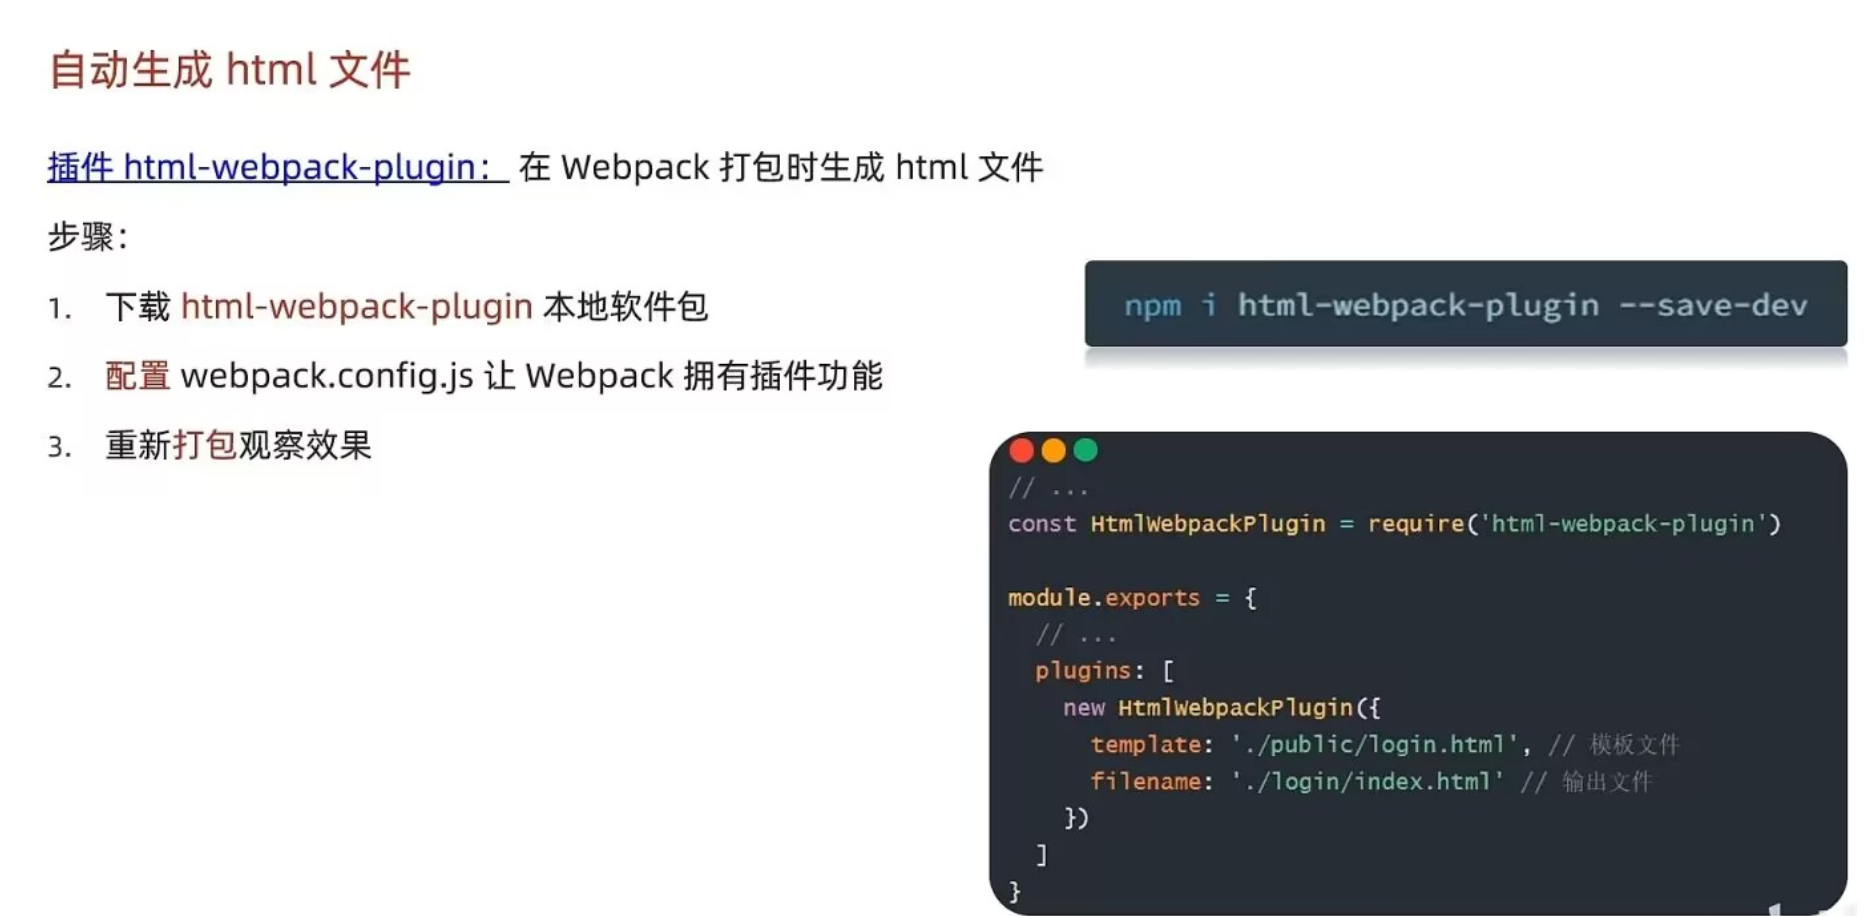 自动生成 html 文件
插件 html-webpack-plugin： 在 Webpack 打包时生成 html 文件
步骤：
1. 下载 html-webpack-plugin 本地软件包
2. 配置 webpack.config.js 让 Webpack 拥有插件功能
3. 重新打包观察效果
npm i html-webpack-plugin --save-dev
// ...
const HtmlWebpackPlugin = require('html-webpack-plugin')
module.exports = {
// ...
plugins: [
new HtmlWebpackPlugin({
template: './public/login.html', // 模板文件
filename: './login/index.html' // 输出文件
})
]
}